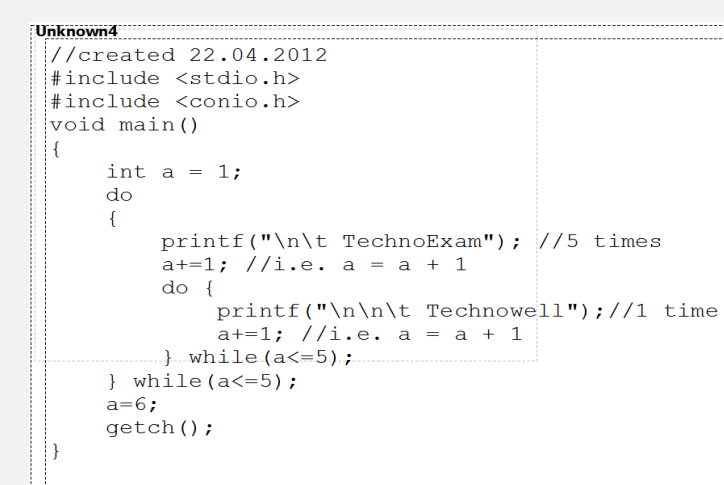 Unknown4
//created 22.04.2012
#include <stdio.h>
#include <conio.h>
void main()
{
int a = 1;
do
{
printf("\n\t TechnoExam"); //5 times
a+=1; //i.e. a = a + 1
do {
printf("\n\n\t Technowell");//1 time
a+=1; //i.e. a = a + 1
} while(a<=5);
} while(a<=5);
a=6;
getch();
}